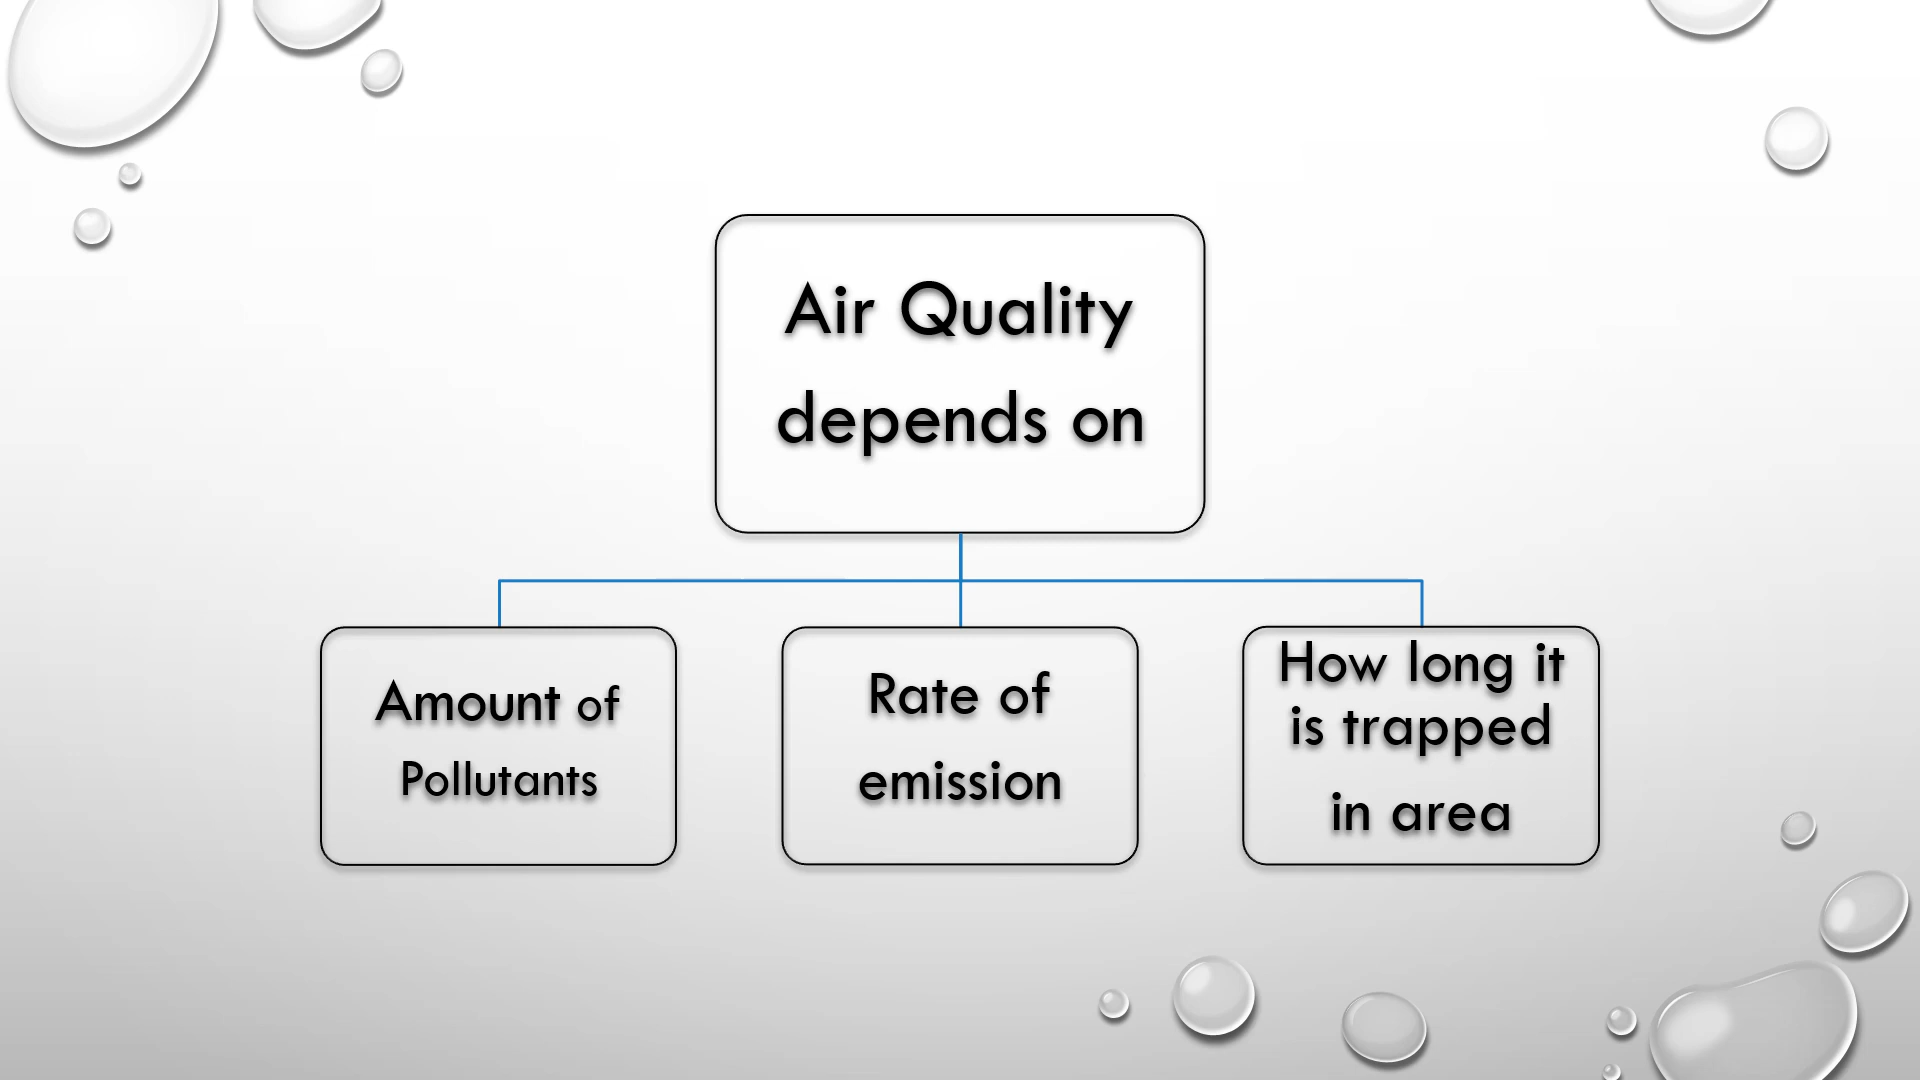 Air Quality
depends on
Amount of
Pollutants
Rate of
emission
How long it
is trapped
in area